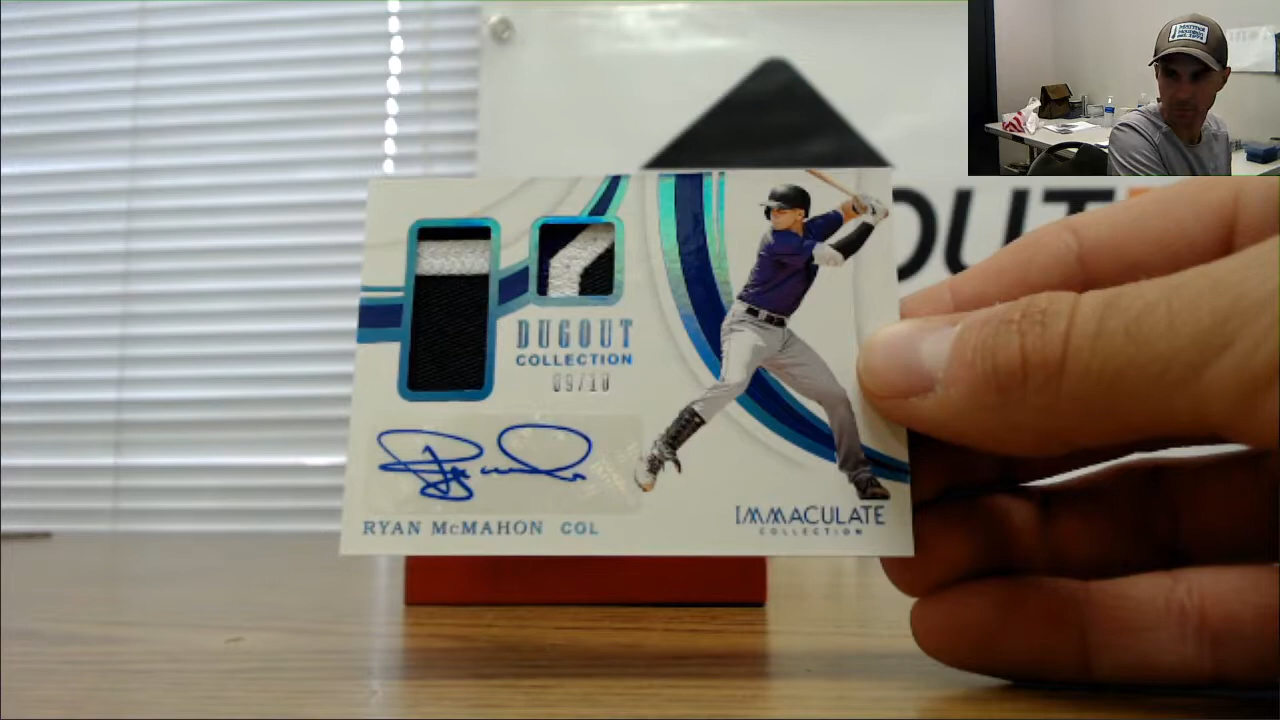 OUT
DUGOUT
COLLECTION
09/10
RYAN McMAHON COL
IMMACULATE
COLLECTION